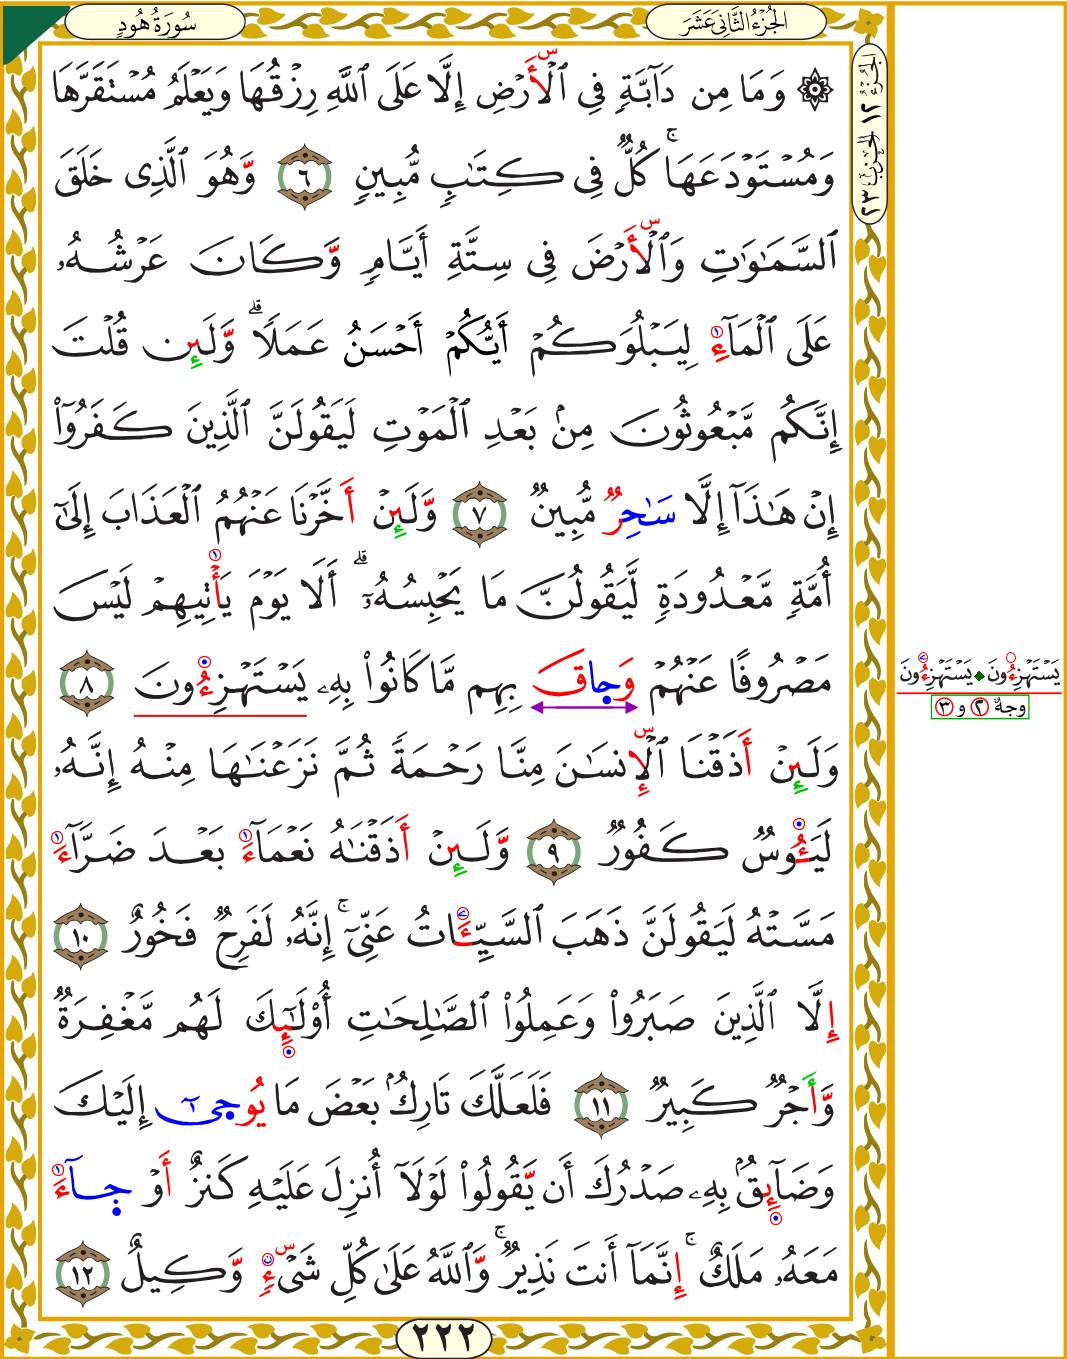 سُورَةُ هُودٍ
الجُزْءُ الثَّانِيَ عَشَرَ
الجزء ١٢ الحزب ٢٣
۞ وَمَا مِن دَآبَّةٍ فِي ٱلْأَرْضِ إِلَّا عَلَى ٱللَّهِ رِزْقُهَا وَيَعْلَمُ مُسْتَقَرَّهَا
وَمُسْتَوْدَعَهَا ۚ كُلٌّ فِي كِتَٰبٍ مُّبِينٍ ٦ وَّهُوَ ٱلَّذِي خَلَقَ
ٱلسَّمَٰوَٰتِ وَٱلْأَرْضَ فِي سِتَّةِ أَيَّامٍ وَّكَانَ عَرْشُهُۥ
عَلَى ٱلْمَآءِ لِيَبْلُوَكُمْ أَيُّكُمْ أَحْسَنُ عَمَلًا ۗ وَّلَئِن قُلْتَ
إِنَّكُم مَّبْعُوثُونَ مِنۢ بَعْدِ ٱلْمَوْتِ لَيَقُولَنَّ ٱلَّذِينَ كَفَرُوٓا۟
إِنْ هَٰذَآ إِلَّا سَٰحِرٌ مُّبِينٌ ٧ وَّلَئِنْ أَخَّرْنَا عَنْهُمُ ٱلْعَذَابَ إِلَىٰٓ
أُمَّةٍ مَّعْدُودَةٍ لَّيَقُولُنَّ مَا يَحْبِسُهُۥٓ ۗ أَلَا يَوْمَ يَأْتِيهِمْ لَيْسَ
مَصْرُوفًا عَنْهُمْ وَحَاقَ بِهِم مَّا كَانُوا۟ بِهِۦ يَسْتَهْزِءُونَ ٨
وَلَئِنْ أَذَقْنَا ٱلْإِنسَٰنَ مِنَّا رَحْمَةً ثُمَّ نَزَعْنَٰهَا مِنْهُ إِنَّهُۥ
لَيَـُٔوسٌ كَفُورٌ ٩ وَّلَئِنْ أَذَقْنَٰهُ نَعْمَآءَ بَعْدَ ضَرَّآءَ
مَسَّتْهُ لَيَقُولَنَّ ذَهَبَ ٱلسَّيِّـَٔاتُ عَنِّيٓ ۚ إِنَّهُۥ لَفَرِحٌ فَخُورٌ ١٠
إِلَّا ٱلَّذِينَ صَبَرُوا۟ وَعَمِلُوا۟ ٱلصَّٰلِحَٰتِ أُو۟لَٰٓئِكَ لَهُم مَّغْفِرَةٌ
وَّأَجْرٌ كَبِيرٌ ١١ فَلَعَلَّكَ تَارِكٌۢ بَعْضَ مَا يُوحَىٰٓ إِلَيْكَ
وَضَآئِقٌۢ بِهِۦ صَدْرُكَ أَن يَّقُولُوا۟ لَوْلَآ أُنزِلَ عَلَيْهِ كَنزٌ أَوْ جَآءَ
مَعَهُۥ مَلَكٌ ۚ إِنَّمَآ أَنتَ نَذِيرٌ ۚ وَّٱللَّهُ عَلَىٰ كُلِّ شَيْءٍ وَّكِيلٌ ١٢
يَسْتَهْزِءُونَ ◆ يَسْتَهْزِءُونَ
وجهٌ ٢ و ٣
٢٢٢